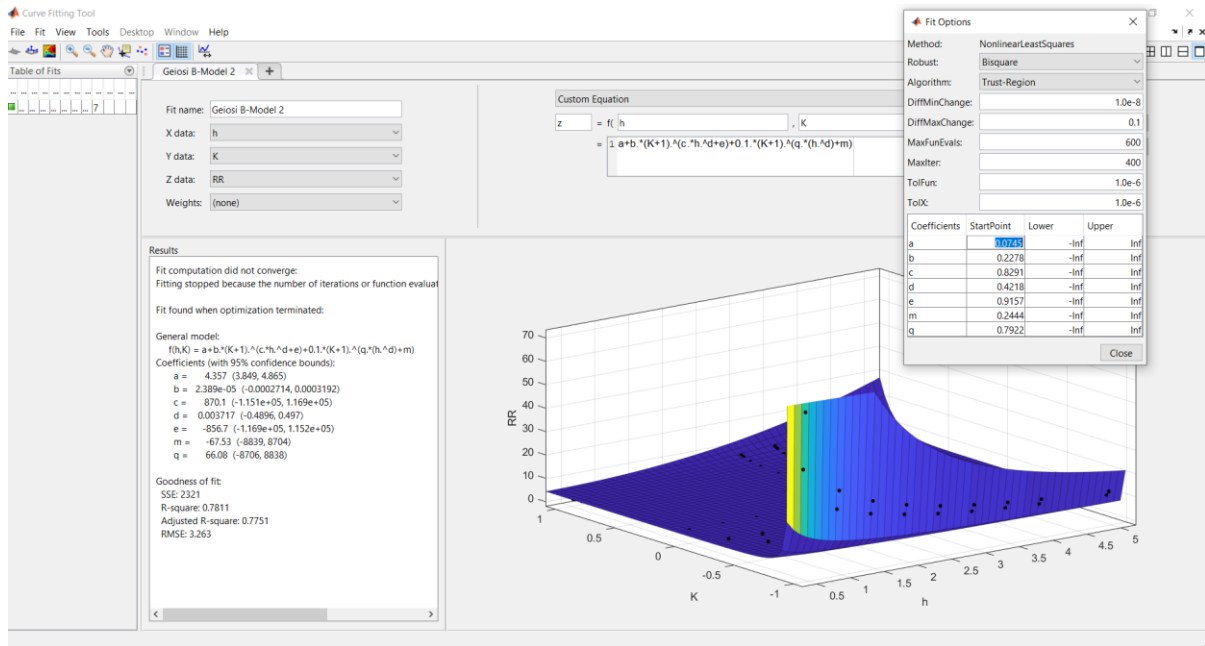 Curve Fitting Tool
File Fit View Tools Desktop Window Help
Table of Fits
Geiosi B-Model 2
7
Fit name: Geiosi B-Model 2
X data: h
Y data: K
Z data: RR
Weights: (none)
Custom Equation
z = f( h , K
= 1 a+b.*(K+1).^(c.*h.^d+e)+0.1.*(K+1).^(q.*(h.^d)+m)
Fit Options
Method: NonlinearLeastSquares
Robust: Bisquare
Algorithm: Trust-Region
DiffMinChange: 1.0e-8
DiffMaxChange: 0.1
MaxFunEvals: 600
MaxIter: 400
TolFun: 1.0e-6
TolX: 1.0e-6
Coefficients StartPoint Lower Upper
a 0.0745 -Inf Inf
b 0.2278 -Inf Inf
c 0.8291 -Inf Inf
d 0.4218 -Inf Inf
e 0.9157 -Inf Inf
m 0.2444 -Inf Inf
q 0.7922 -Inf Inf
Close
Results
Fit computation did not converge:
Fitting stopped because the number of iterations or function evaluat
Fit found when optimization terminated:
General model:
f(h,K) = a+b.*(K+1).^(c.*h.^d+e)+0.1.*(K+1).^(q.*(h.^d)+m)
Coefficients (with 95% confidence bounds):
a = 4.357 (3.849, 4.865)
b = 2.389e-05 (-0.0002714, 0.0003192)
c = 870.1 (-1.151e+05, 1.169e+05)
d = 0.003717 (-0.4896, 0.497)
e = -856.7 (-1.169e+05, 1.152e+05)
m = -67.53 (-8839, 8704)
q = 66.08 (-8706, 8838)
Goodness of fit:
SSE: 2321
R-square: 0.7811
Adjusted R-square: 0.7751
RMSE: 3.263
70
60
50
40
30
20
10
0
RR
1
0.5
0
-0.5
-1
K
0.5
1
1.5
2
2.5
3
3.5
4
4.5
5
h